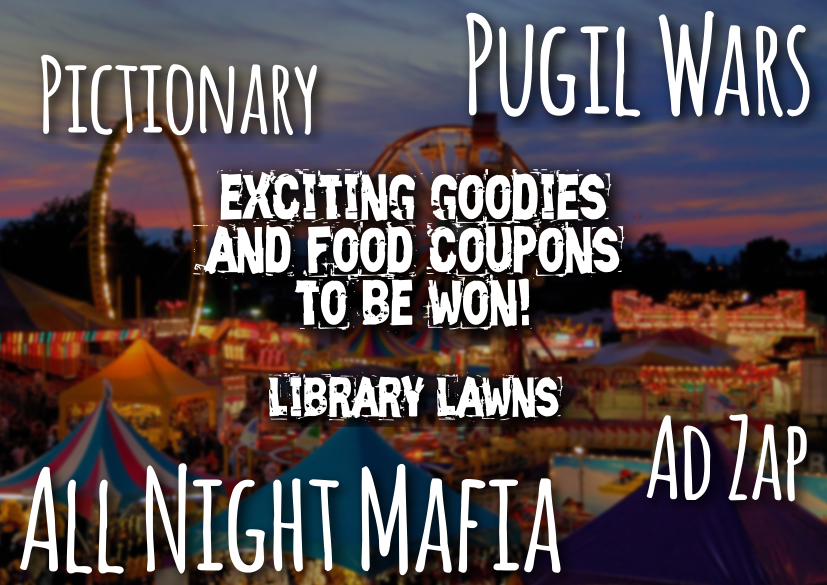 Pictionary
Pugil Wars
EXCITING GOODIES
AND FOOD COUPONS
TO BE WON!
LIBRARY LAWNS
Ad Zap
All Night Mafia